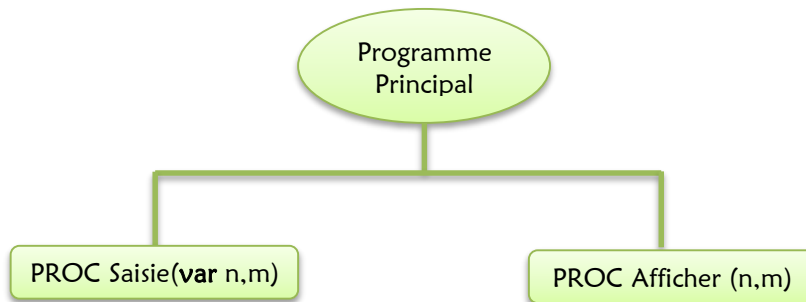 Programme
Principal
PROC Saisie(var n,m)
PROC Afficher (n,m)